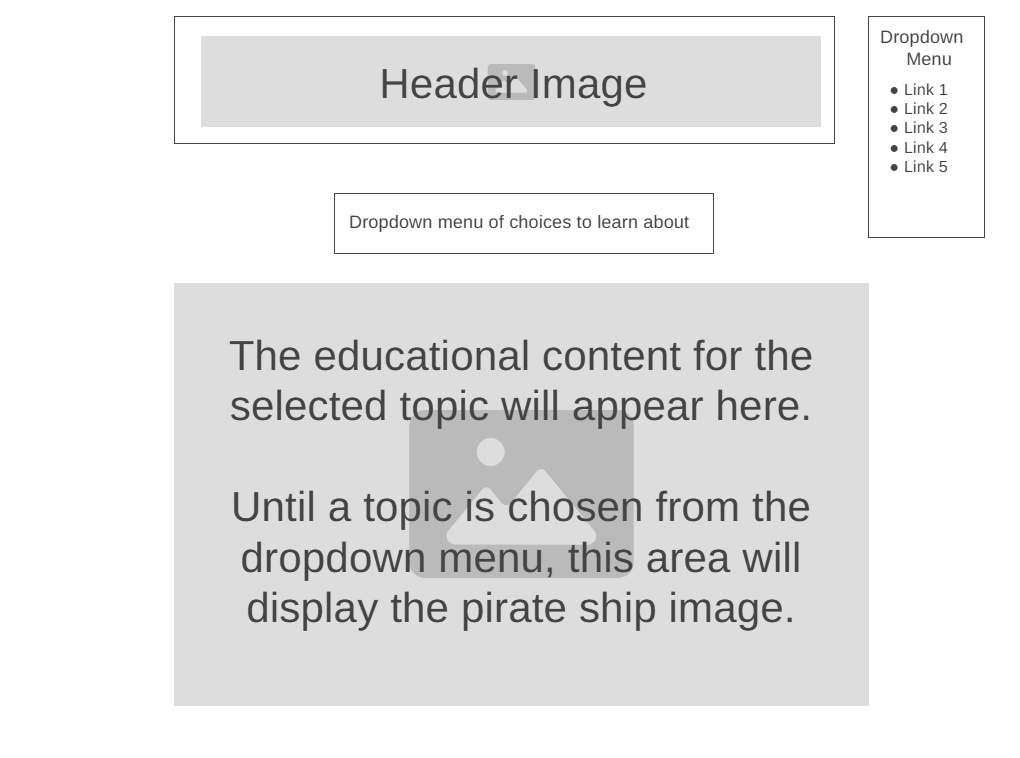 Header Image
Dropdown
Menu
● Link 1
● Link 2
● Link 3
● Link 4
● Link 5
Dropdown menu of choices to learn about
The educational content for the
selected topic will appear here.
Until a topic is chosen from the
dropdown menu, this area will
display the pirate ship image.